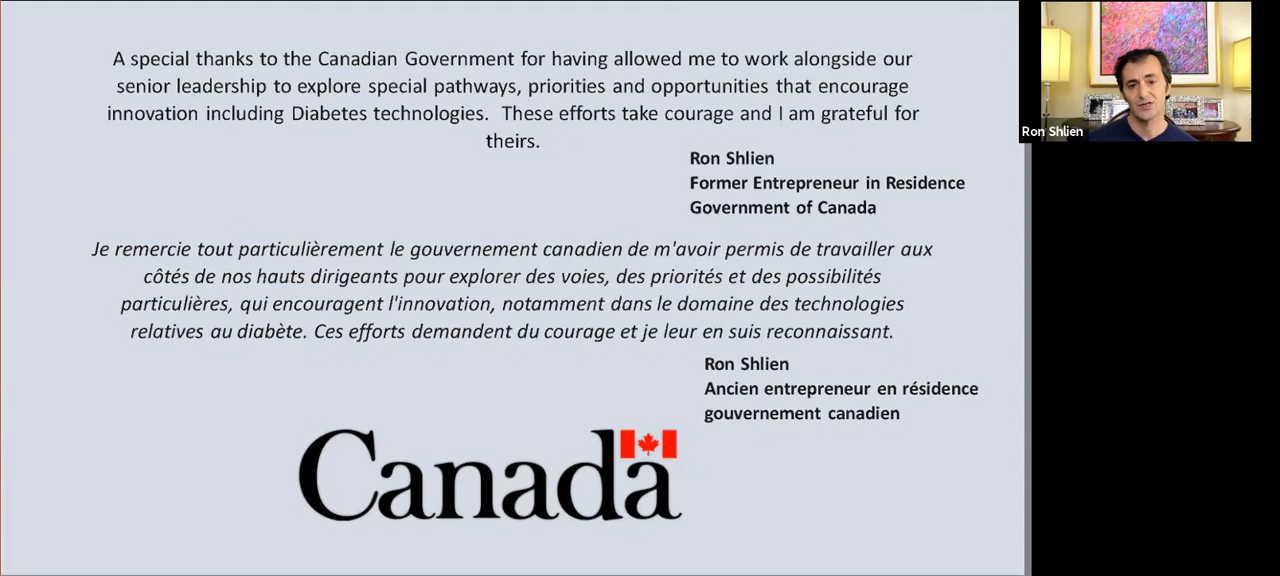 A special thanks to the Canadian Government for having allowed me to work alongside our
senior leadership to explore special pathways, priorities and opportunities that encourage
innovation including Diabetes technologies.  These efforts take courage and I am grateful for
theirs.
Ron Shlien
Former Entrepreneur in Residence
Government of Canada
Je remercie tout particulièrement le gouvernement canadien de m'avoir permis de travailler aux
côtés de nos hauts dirigeants pour explorer des voies, des priorités et des possibilités
particulières, qui encouragent l'innovation, notamment dans le domaine des technologies
relatives au diabète. Ces efforts demandent du courage et je leur en suis reconnaissant.
Ron Shlien
Ancien entrepreneur en résidence
gouvernement canadien
Canada
Ron Shlien